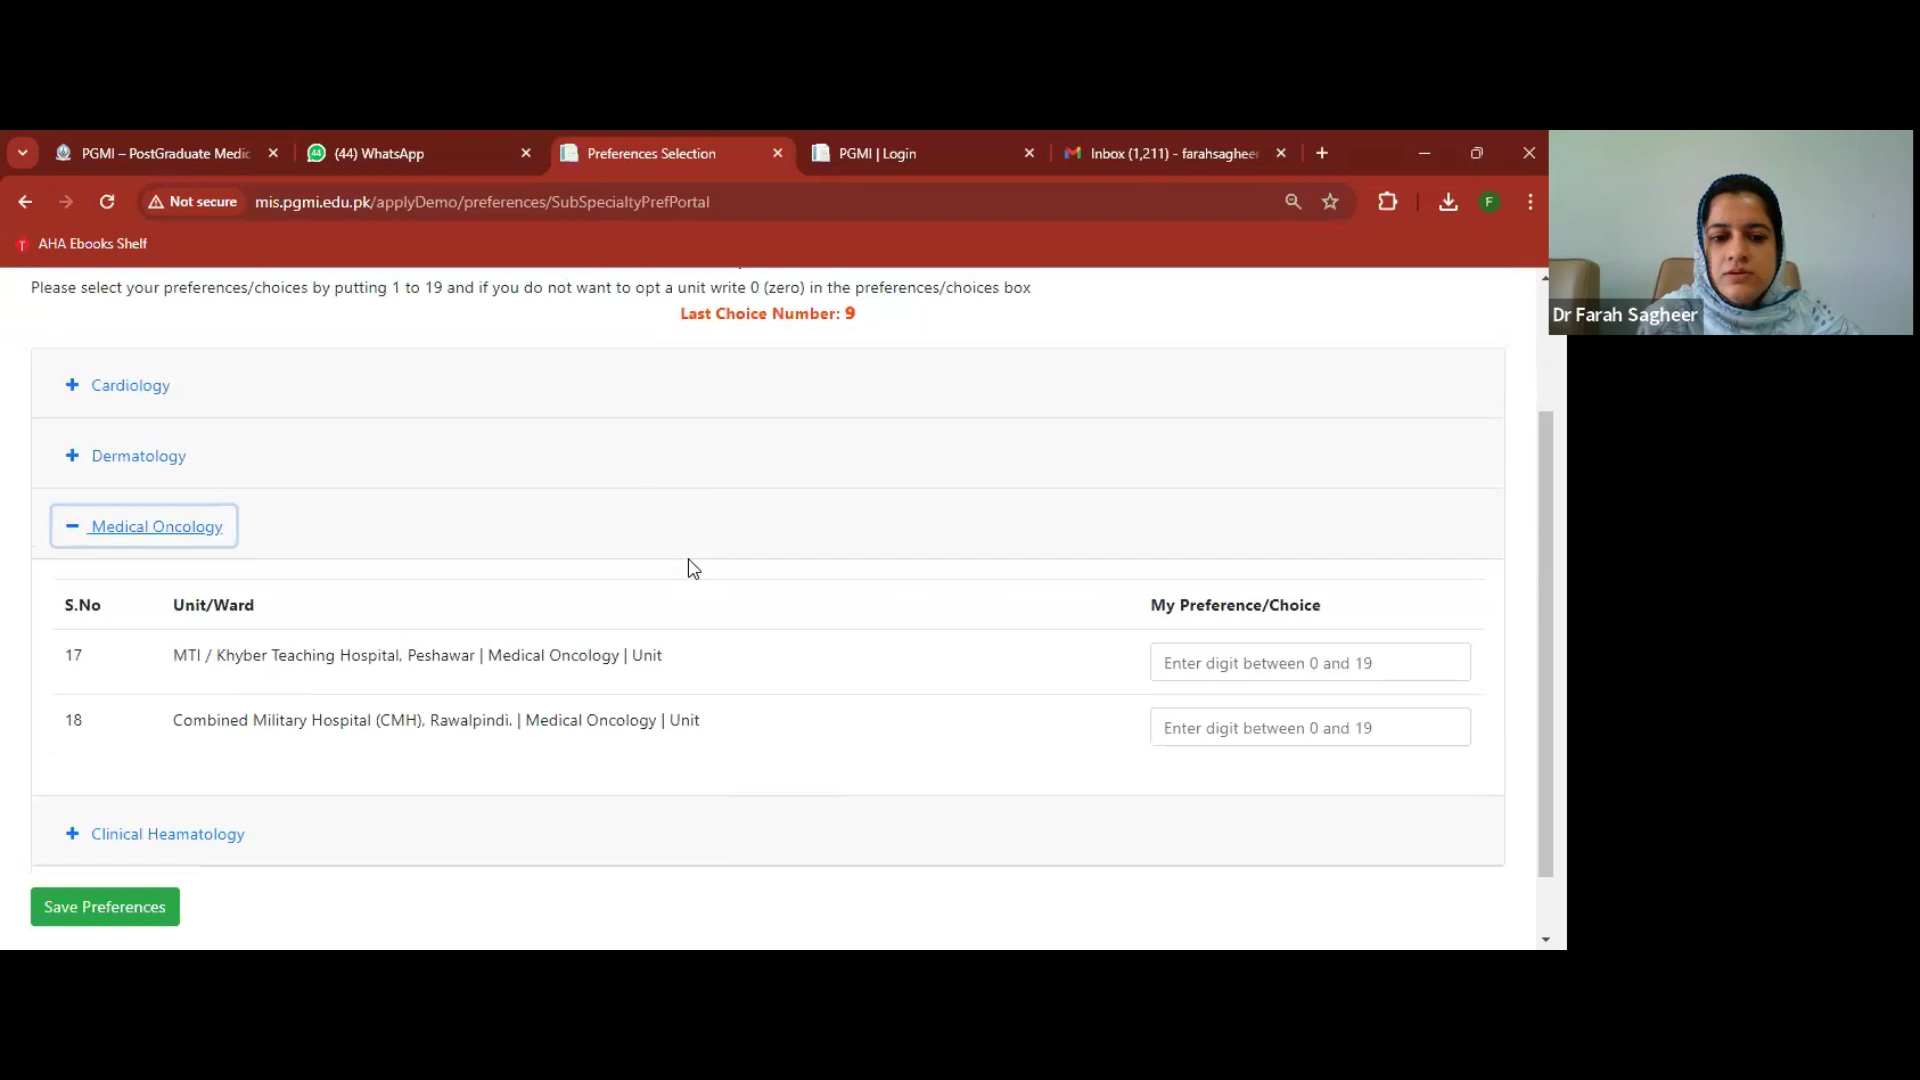 PGMI – PostGraduate Medic
(44) WhatsApp
Preferences Selection
PGMI | Login
Inbox (1,211) - farahsagheer
Not secure
mis.pgmi.edu.pk/applyDemo/preferences/SubSpecialtyPrefPortal
F
AHA Ebooks Shelf
Dr Farah Sagheer
Please select your preferences/choices by putting 1 to 19 and if you do not want to opt a unit write 0 (zero) in the preferences/choices box
Last Choice Number: 9
Cardiology
Dermatology
Medical Oncology
S.No Unit/Ward My Preference/Choice
17 MTI / Khyber Teaching Hospital, Peshawar | Medical Oncology | Unit Enter digit between 0 and 19
18 Combined Military Hospital (CMH), Rawalpindi. | Medical Oncology | Unit Enter digit between 0 and 19
Clinical Heamatology
Save Preferences